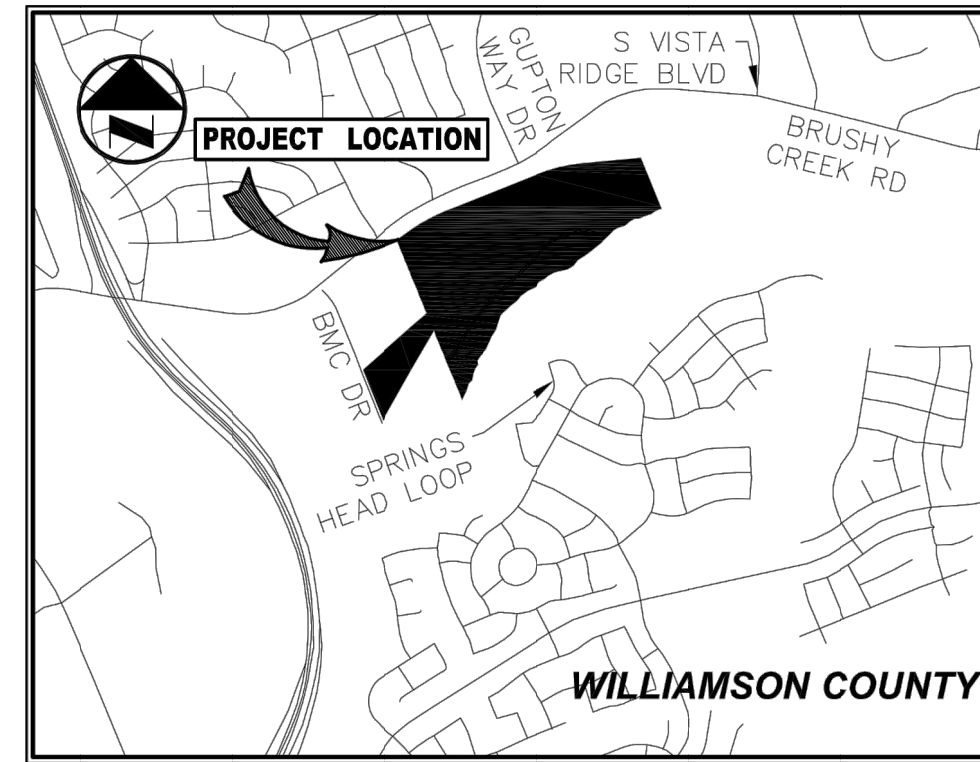 GUPTON
WAY DR
S VISTA
RIDGE BLVD
PROJECT LOCATION
BRUSHY
CREEK RD
BMC DR
SPRINGS
HEAD LOOP
WILLIAMSON COUNTY